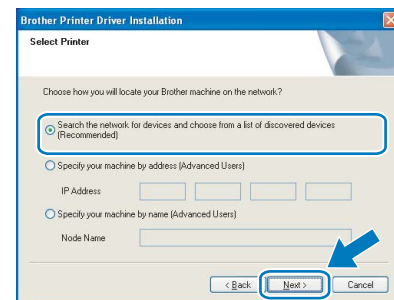 Brother Printer Driver Installation
Select Printer
Choose how you will locate your Brother machine on the network?
Search the network for devices and choose from a list of discovered devices
(Recommended)
Specify your machine by address (Advanced Users)
IP Address
Specify your machine by name (Advanced Users)
Node Name
< Back Next > Cancel